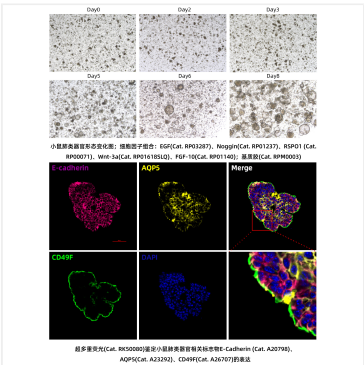 Day0 Day2 Day3
Day5 Day6 Day8
小鼠肺类器官形态变化图；细胞因子组合：EGF(Cat. RP03287)、Noggin(Cat. RP01237)、RSPO1 (Cat.
RP00071)、Wnt-3a(Cat. RP01618SLQ)、FGF-10(Cat. RP01140)；基质胶(Cat. RPM0003)
E-cadherin AQP5 Merge
CD49F DAPI
超多重荧光(Cat. RK50080)鉴定小鼠肺类器官相关标志物E-Cadherin (Cat. A20798)、
AQP5(Cat. A23292)、CD49F(Cat. A26707)的表达